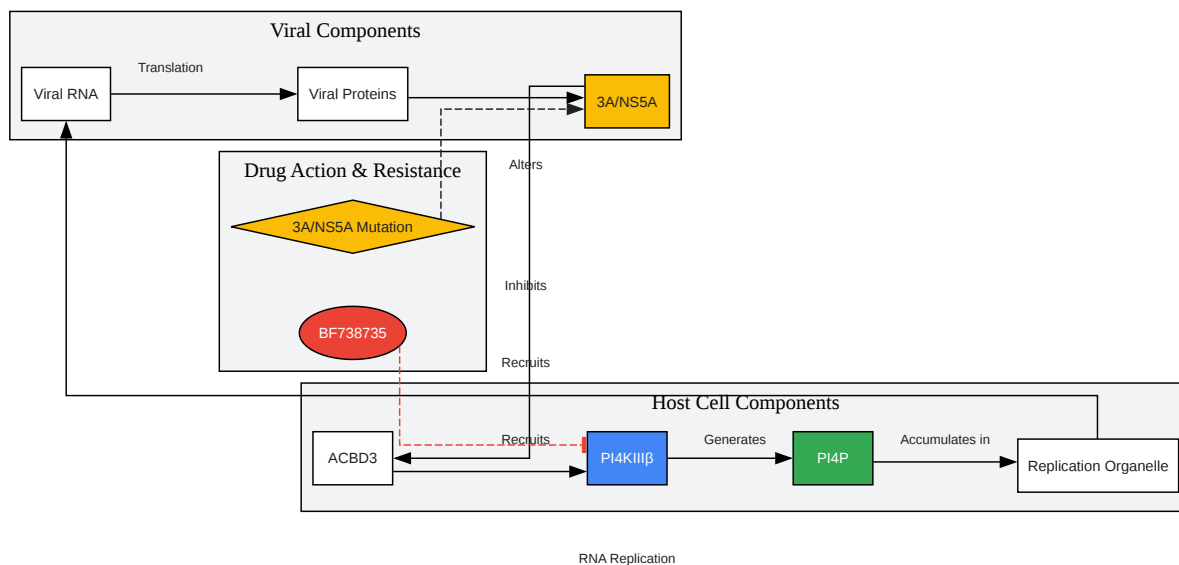 Viral Components
Translation
Viral RNA
Viral Proteins
3A/NS5A
Alters
Drug Action & Resistance
3A/NS5A Mutation
Inhibits
BF738735
Recruits
Host Cell Components
Recruits
Generates
Accumulates in
ACBD3
PI4KIIIβ
PI4P
Replication Organelle
RNA Replication